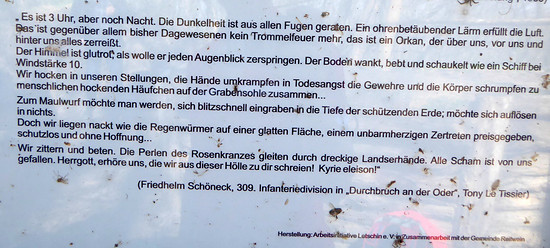 „Es ist 3 Uhr, aber noch Nacht. Die Dunkelheit ist aus allen Fugen geraten. Ein ohrenbetäubender Lärm erfüllt die Luft.
Das ist gegenüber allem bisher Dagewesenen kein Trommelfeuer mehr, das ist ein Orkan, der über uns, vor uns und
hinter uns alles zerreißt.
Der Himmel ist glutrot, als wolle er jeden Augenblick zerspringen. Der Boden wankt, bebt und schaukelt wie ein Schiff bei
Windstärke 10.
Wir hocken in unseren Stellungen, die Hände umkrampfen in Todesangst die Gewehre und die Körper schrumpfen zu
menschlichen hockenden Häufchen auf der Grabensohle zusammen...
Zum Maulwurf möchte man werden, sich blitzschnell eingraben in die Tiefe der schützenden Erde; möchte sich auflösen
in nichts.
Doch wir liegen nackt wie die Regenwürmer auf einer glatten Fläche, einem unbarmherzigen Zertreten preisgegeben,
schutzlos und ohne Hoffnung...
Wir zittern und beten. Die Perlen des Rosenkranzes gleiten durch dreckige Landserhände. Alle Scham ist von uns
gefallen. Herrgott, erhöre uns, die wir aus dieser Hölle zu dir schreien! Kyrie eleison!“
(Friedhelm Schöneck, 309. Infanteriedivision in „Durchbruch an der Oder“, Tony Le Tissier)
Herstellung: Arbeitsinitiative Letschin e. V. in Zusammenarbeit mit der Gemeinde Reitwein